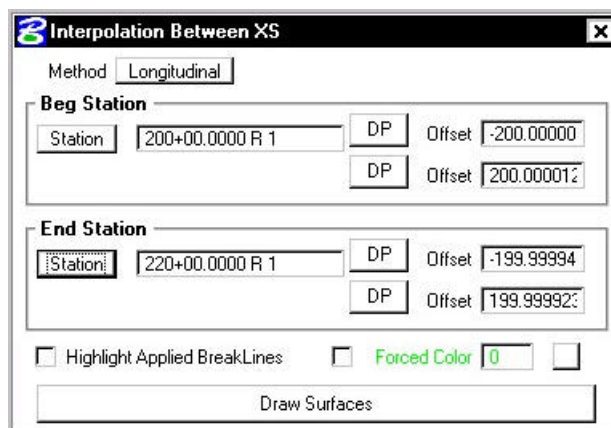 Interpolation Between XS
Method Longitudinal
Beg Station
Station 200+00.0000 R 1 DP Offset -200.00000
DP Offset 200.000012
End Station
Station 220+00.0000 R 1 DP Offset -199.99994
DP Offset 199.999923
Highlight Applied BreakLines Forced Color 0
Draw Surfaces